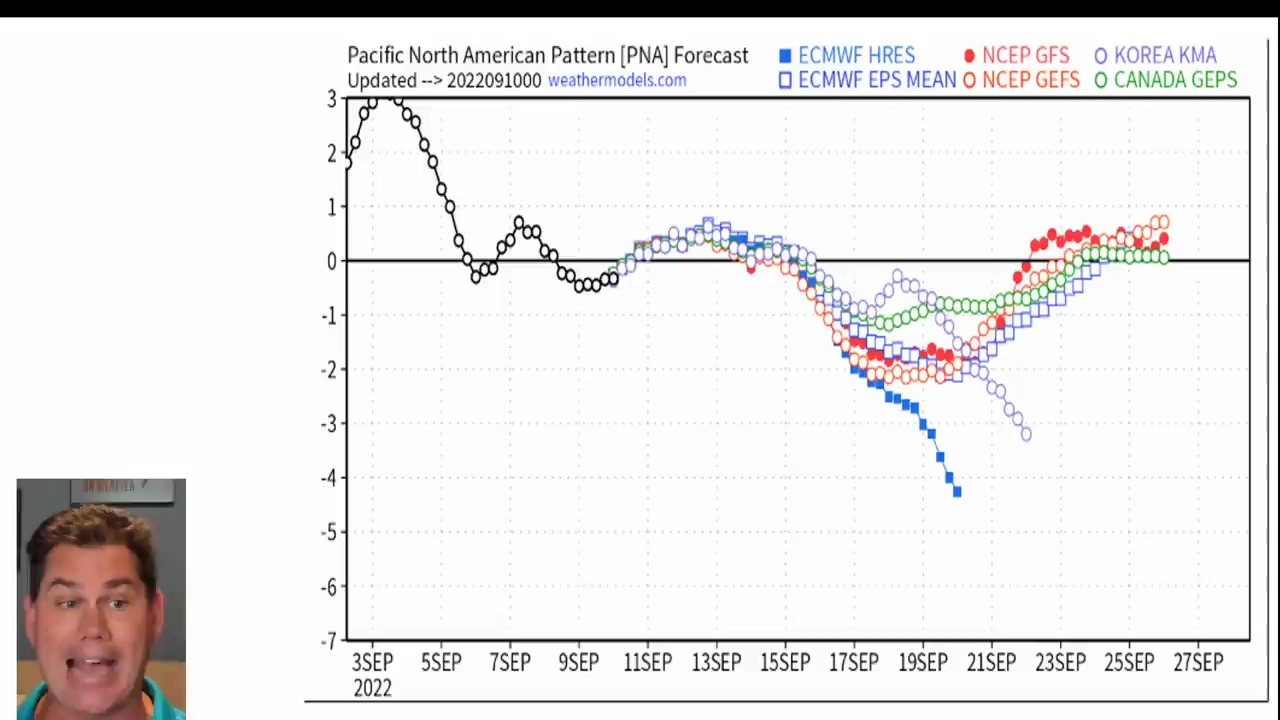 Pacific North American Pattern [PNA] Forecast
Updated --> 2022091000 weathermodels.com
ECMWF HRES
NCEP GFS
KOREA KMA
ECMWF EPS MEAN
NCEP GEFS
CANADA GEPS
3
2
1
0
-1
-2
-3
-4
-5
-6
-7
3SEP 5SEP 7SEP 9SEP 11SEP 13SEP 15SEP 17SEP 19SEP 21SEP 23SEP 25SEP 27SEP
2022